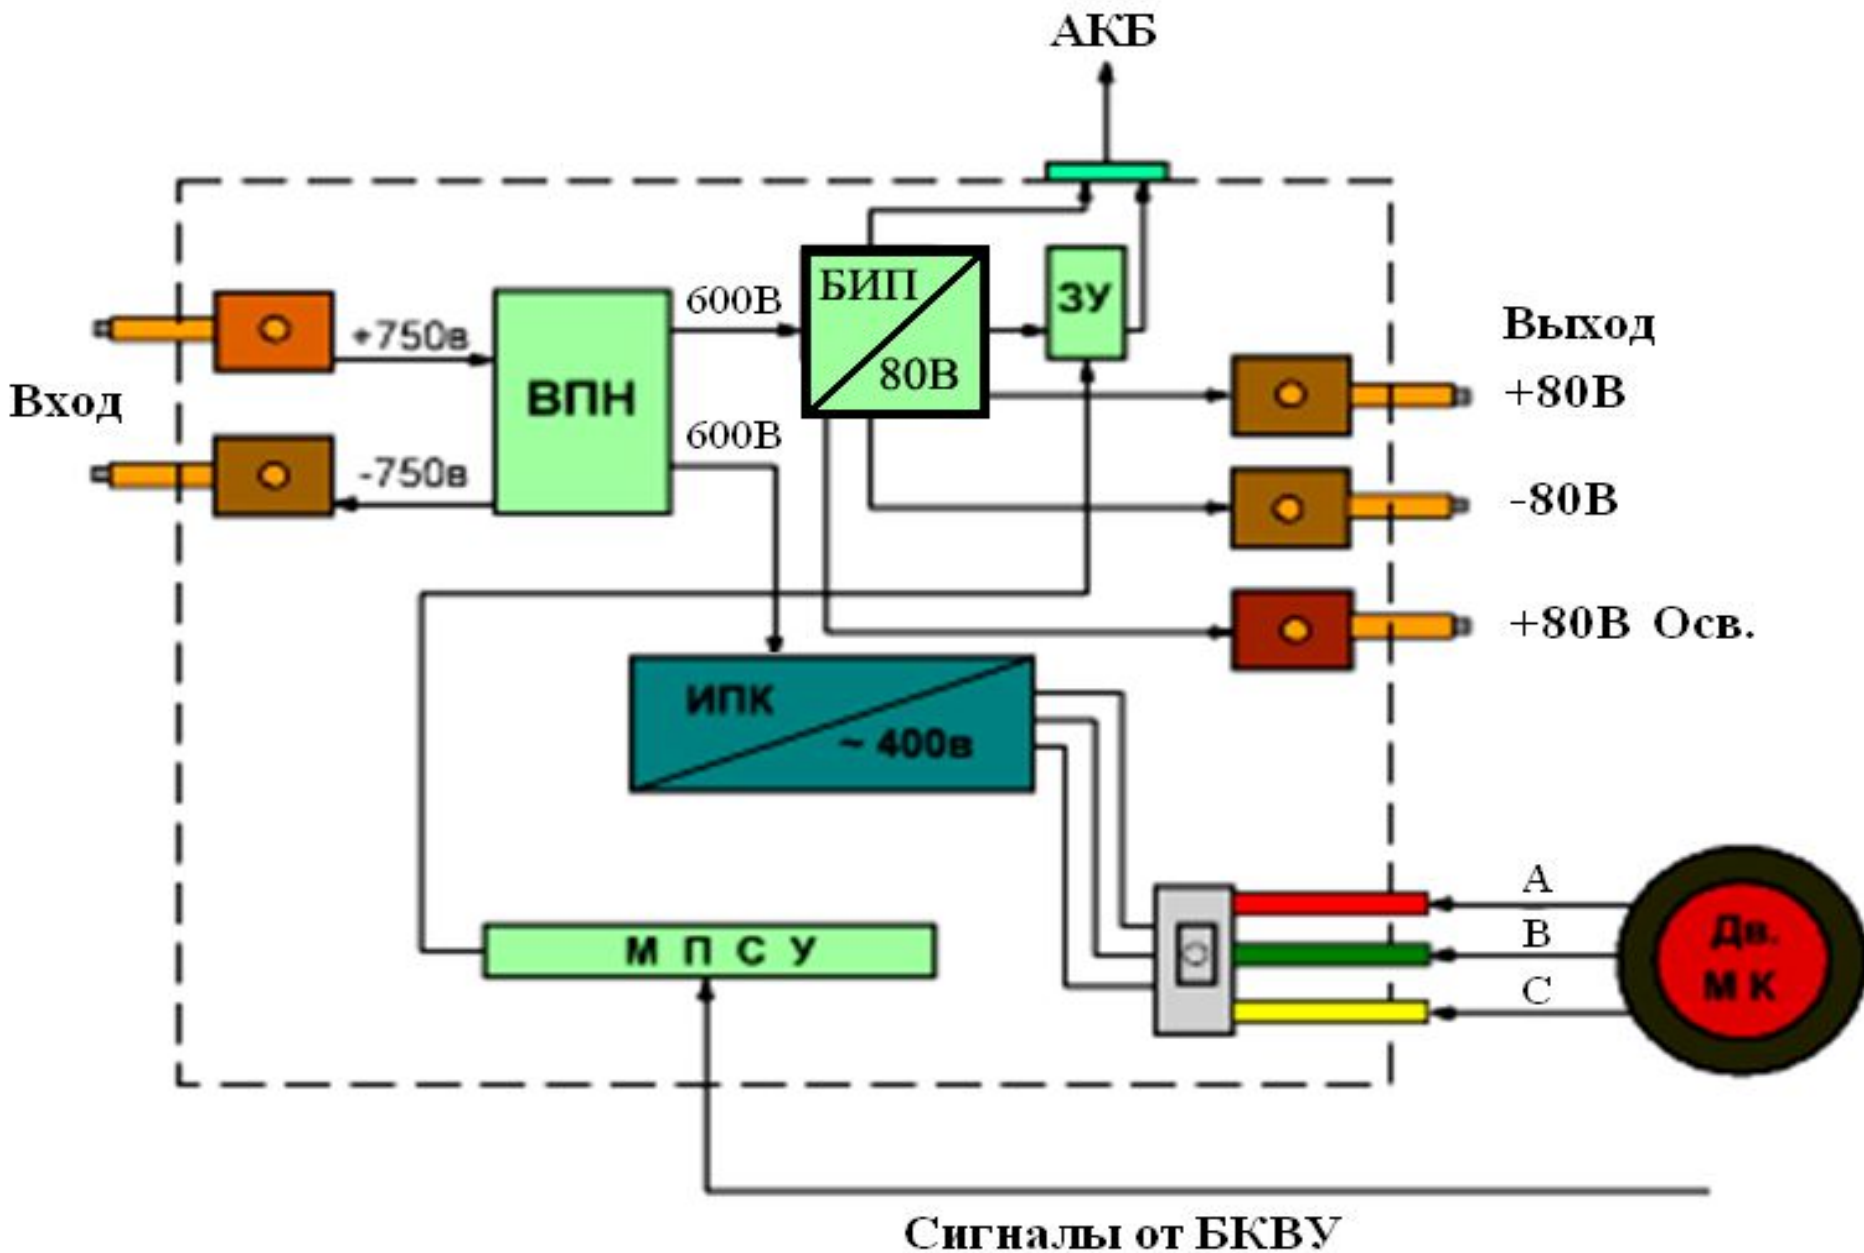 АКБ
Вход
+750в
-750в
ВПН
600В
600В
БИП
80В
ЗУ
Выход
+80В
-80В
+80В Осв.
ИПК
~ 400в
М П С У
А
В
С
Дв.
М К
Сигналы от БКВУ